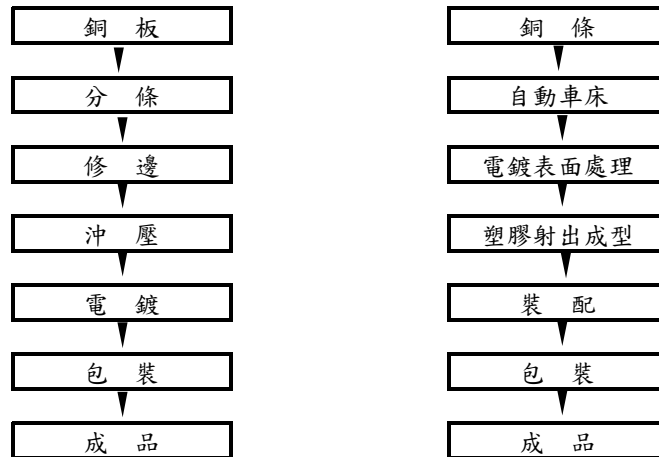 銅 板
分 條
修 邊
沖 壓
電 鍍
包 裝
成 品
銅 條
自動車床
電鍍表面處理
塑膠射出成型
裝 配
包 裝
成 品